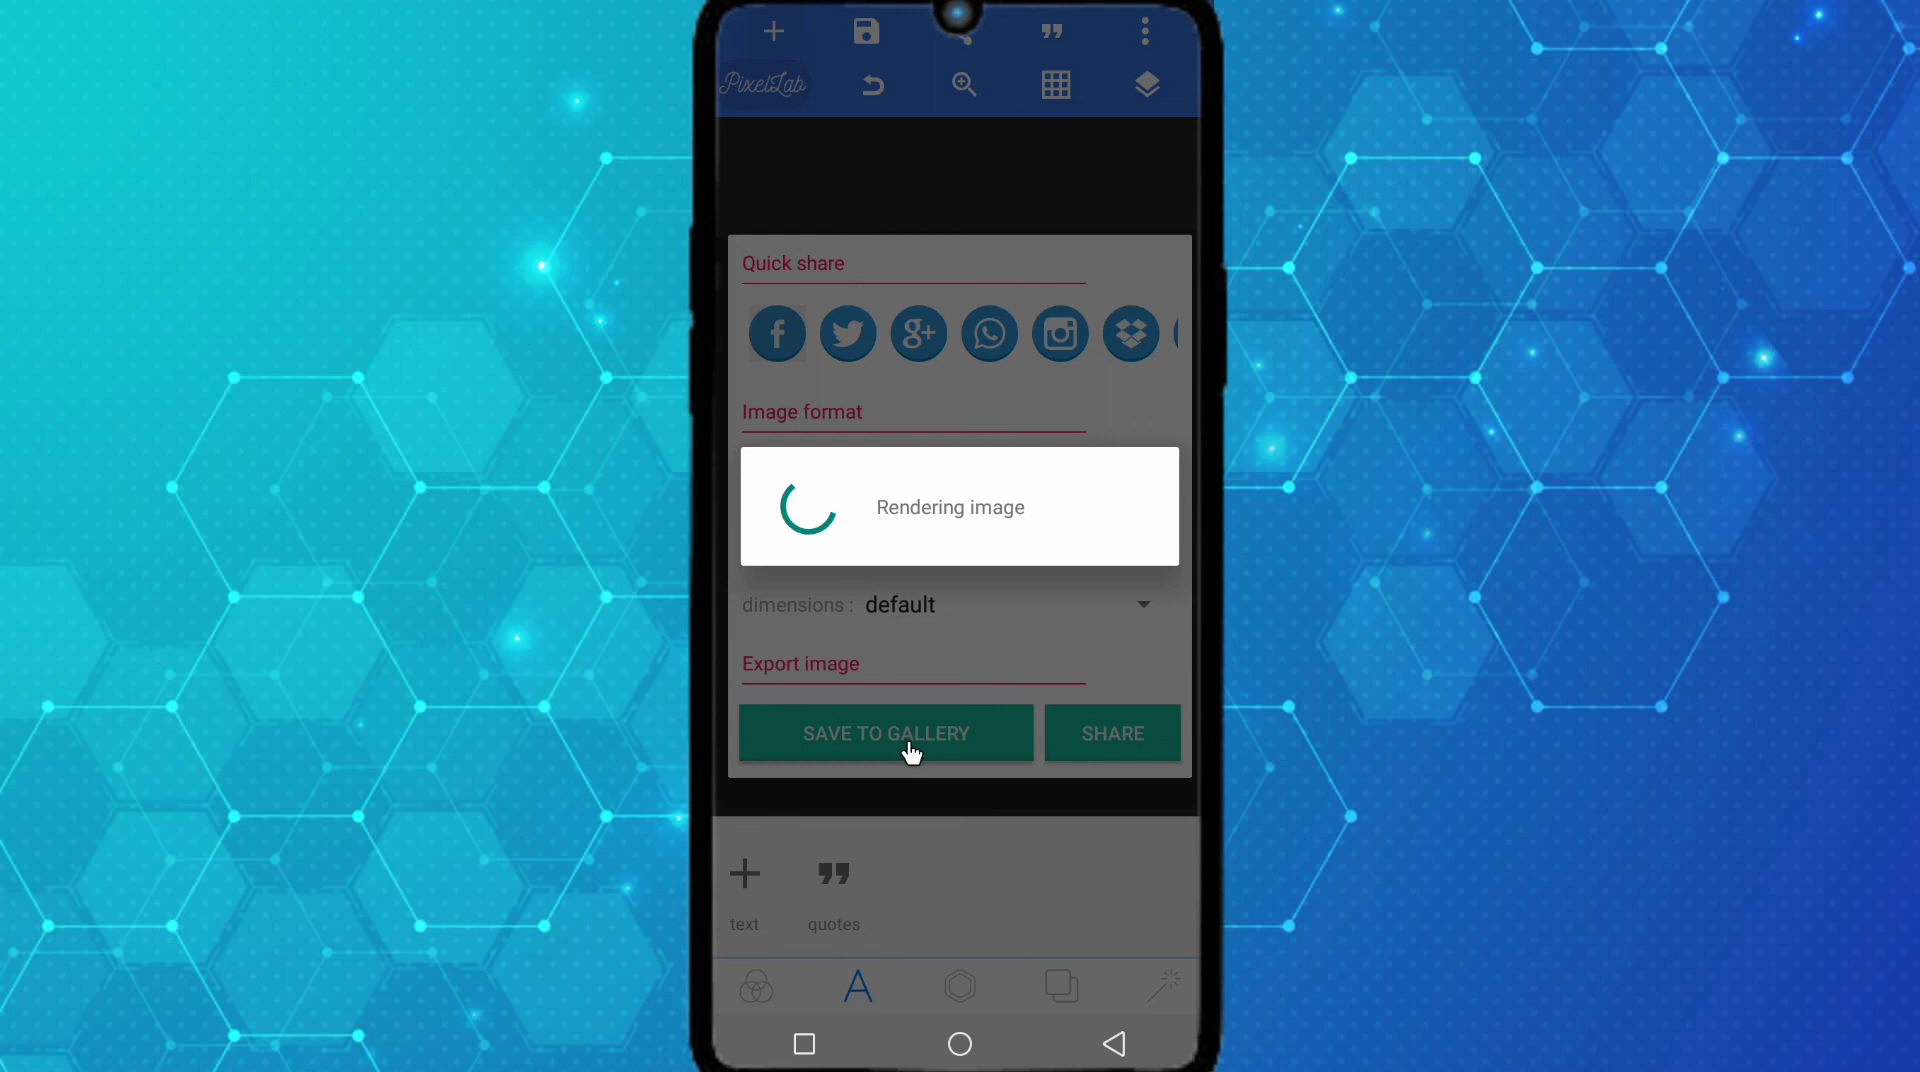 PixelLab
Quick share
Image format
Rendering image
dimensions : default
Export image
SAVE TO GALLERY SHARE
text quotes